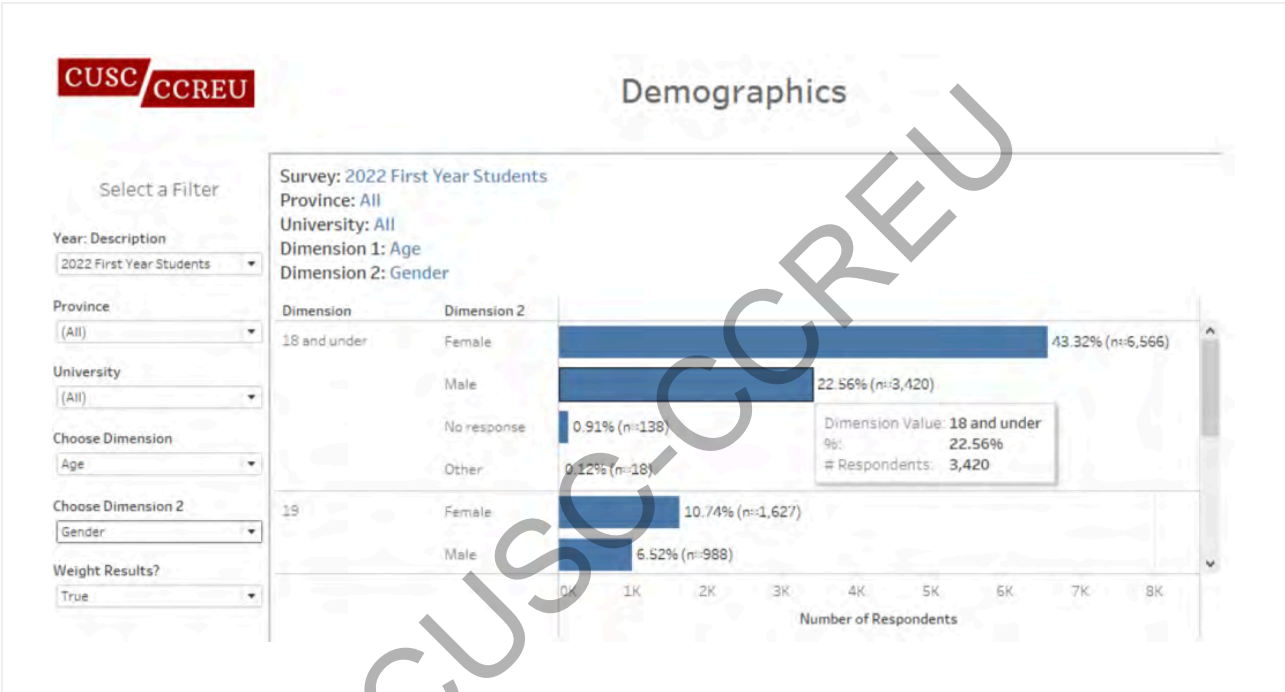 CUSC CCREU
Demographics
Select a Filter
Year: Description
2022 First Year Students
Province
(All)
University
(All)
Choose Dimension
Age
Choose Dimension 2
Gender
Weight Results?
True
Survey: 2022 First Year Students
Province: All
University: All
Dimension 1: Age
Dimension 2: Gender
Dimension Dimension 2
18 and under Female 43.32% (n=6,566)
Male 22.56% (n=3,420)
No response 0.91% (n=138)
Other 0.12% (n=18)
Dimension Value: 18 and under
%: 22.56%
# Respondents: 3,420
19 Female 10.74% (n=1,627)
Male 6.52% (n=988)
0K 1K 2K 3K 4K 5K 6K 7K 8K
Number of Respondents
CUSC-CCREU